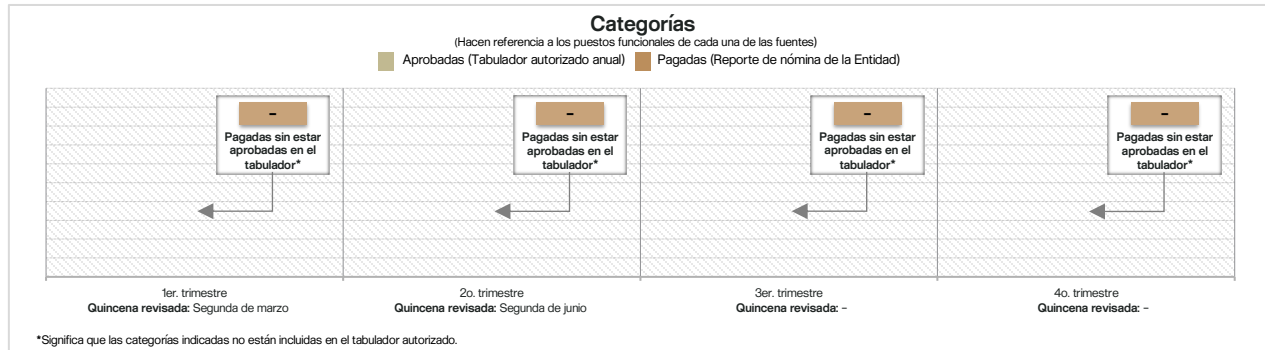 Categorías
(Hacen referencia a los puestos funcionales de cada una de las fuentes)
Aprobadas (Tabulador autorizado anual) Pagadas (Reporte de nómina de la Entidad)
-
Pagadas sin estar
aprobadas en el
tabulador*
-
Pagadas sin estar
aprobadas en el
tabulador*
-
Pagadas sin estar
aprobadas en el
tabulador*
-
Pagadas sin estar
aprobadas en el
tabulador*
1er. trimestre
Quincena revisada: Segunda de marzo
2o. trimestre
Quincena revisada: Segunda de junio
3er. trimestre
Quincena revisada: -
4o. trimestre
Quincena revisada: -
*Significa que las categorías indicadas no están incluidas en el tabulador autorizado.